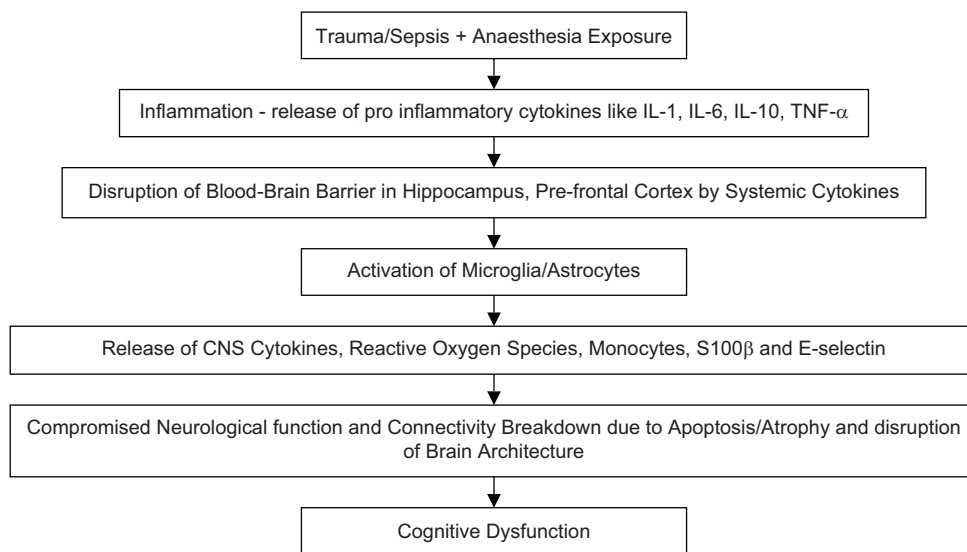 Trauma/Sepsis + Anaesthesia Exposure
Inflammation - release of pro inflammatory cytokines like IL-1, IL-6, IL-10, TNF-α
Disruption of Blood-Brain Barrier in Hippocampus, Pre-frontal Cortex by Systemic Cytokines
Activation of Microglia/Astrocytes
Release of CNS Cytokines, Reactive Oxygen Species, Monocytes, S100β and E-selectin
Compromised Neurological function and Connectivity Breakdown due to Apoptosis/Atrophy and disruption
of Brain Architecture
Cognitive Dysfunction